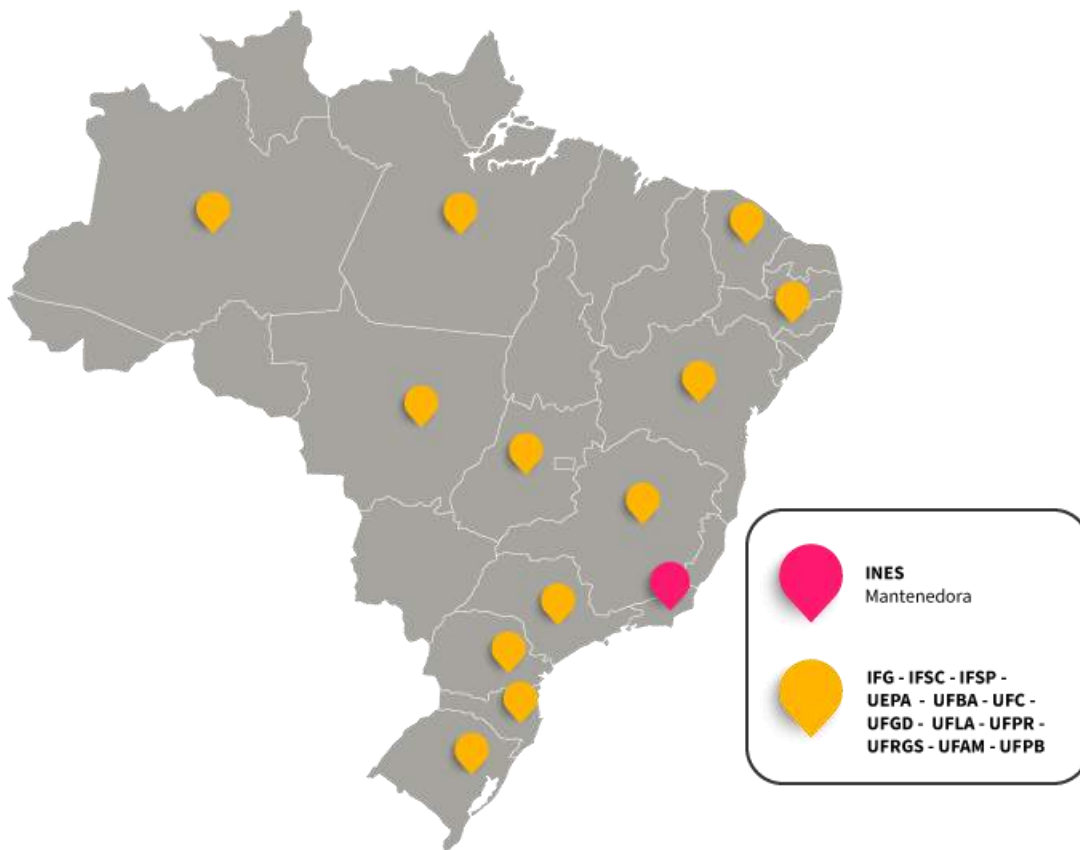 INES
Mantenedora
IFG - IFSC - IFSP -
UEPA - UFBA - UFC -
UFGD - UFLA - UFPR -
UFRGS - UFAM - UFPB